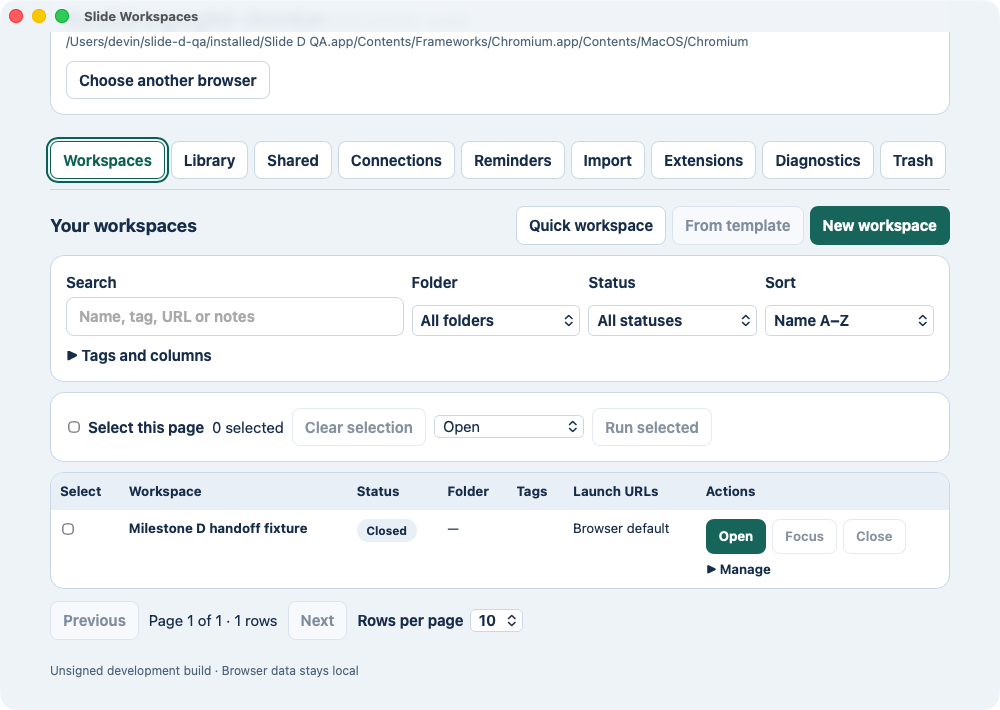 Slide Workspaces
/Users/devin/slide-d-qa/installed/Slide D QA.app/Contents/Frameworks/Chromium.app/Contents/MacOS/Chromium
Choose another browser
Workspaces Library Shared Connections Reminders Import Extensions Diagnostics Trash
Your workspaces Quick workspace From template New workspace
Search Folder Status Sort
Name, tag, URL or notes All folders All statuses Name A–Z
Tags and columns
Select this page 0 selected Clear selection Open Run selected
Select Workspace Status Folder Tags Launch URLs Actions
Milestone D handoff fixture Closed — Browser default Open Focus Close
Manage
Previous Page 1 of 1 · 1 rows Next Rows per page 10
Unsigned development build · Browser data stays local